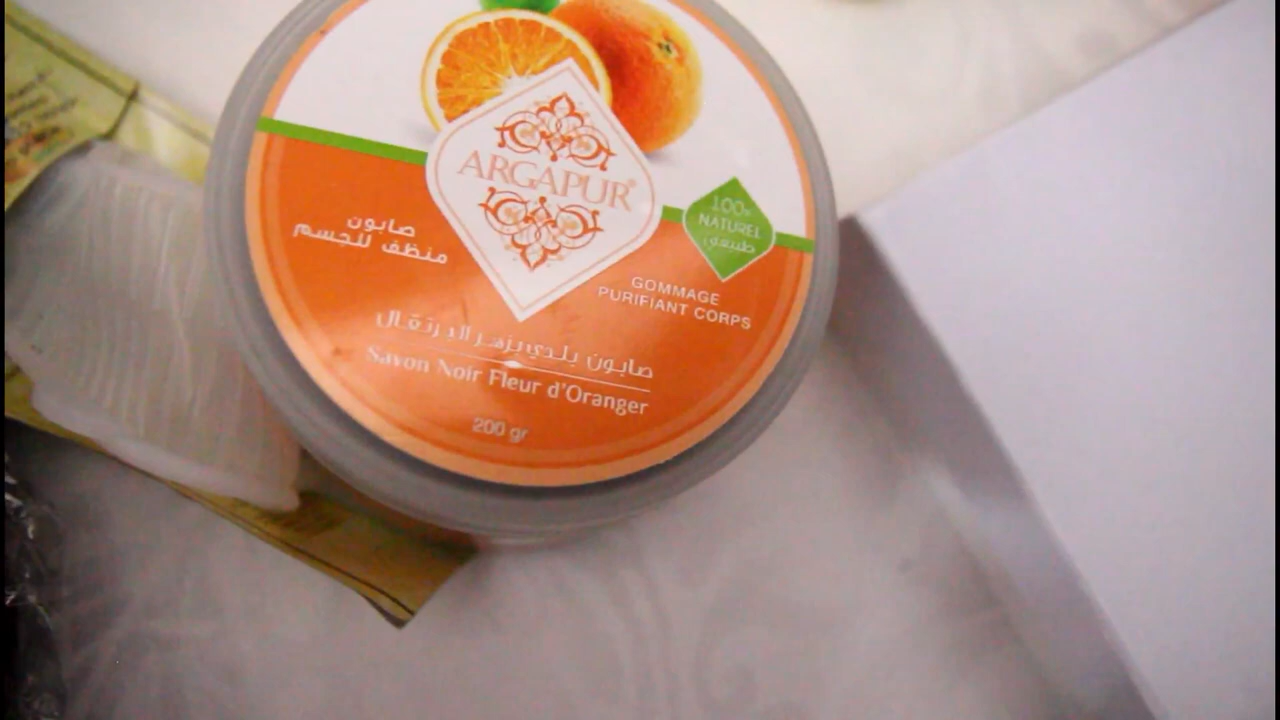 ARGAPUR®
100%
NATUREL
طبيعي
صابون
منظف للجسم
GOMMAGE
PURIFIANT CORPS
صابون بلدي بزهر البرتقال
Savon Noir Fleur d'Oranger
200 gr